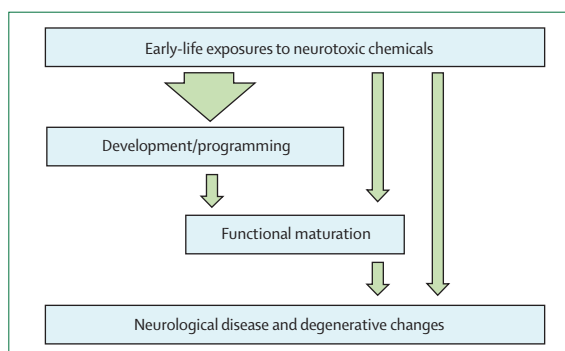 Early-life exposures to neurotoxic chemicals
Development/programming
Functional maturation
Neurological disease and degenerative changes